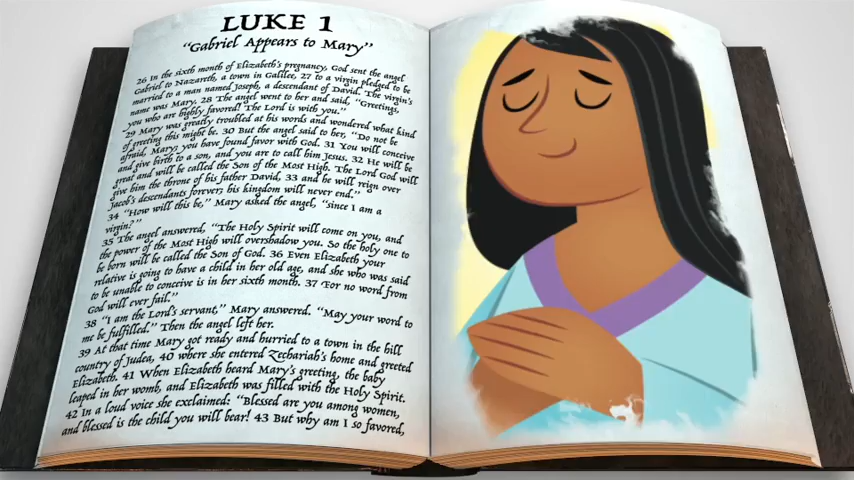 LUKE 1
"Gabriel Appears to Mary"
26 In the sixth month of Elizabeth's pregnancy, God sent the angel
Gabriel to Nazareth, a town in Galilee, 27 to a virgin pledged to be
married to a man named Joseph, a descendant of David. The virgin's
name was Mary. 28 The angel went to her and said, "Greetings,
you who are highly favored! The Lord is with you."
29 Mary was greatly troubled at his words and wondered what kind
of greeting this might be. 30 But the angel said to her, "Do not be
afraid, Mary; you have found favor with God. 31 You will conceive
and give birth to a son, and you are to call him Jesus. 32 He will be
great and will be called the Son of the Most High. The Lord God will
give him the throne of his father David, 33 and he will reign over
Jacob's descendants forever; his kingdom will never end."
34 "How will this be," Mary asked the angel, "since I am a
virgin?"
35 The angel answered, "The Holy Spirit will come on you, and
the power of the Most High will overshadow you. So the holy one to
be born will be called the Son of God. 36 Even Elizabeth your
relative is going to have a child in her old age, and she who was said
to be unable to conceive is in her sixth month. 37 For no word from
God will ever fail."
38 "I am the Lord's servant," Mary answered. "May your word to
me be fulfilled." Then the angel left her.
39 At that time Mary got ready and hurried to a town in the hill
country of Judea, 40 where she entered Zechariah's home and greeted
Elizabeth. 41 When Elizabeth heard Mary's greeting, the baby
leaped in her womb, and Elizabeth was filled with the Holy Spirit.
42 In a loud voice she exclaimed: "Blessed are you among women,
and blessed is the child you will bear! 43 But why am I so favored,